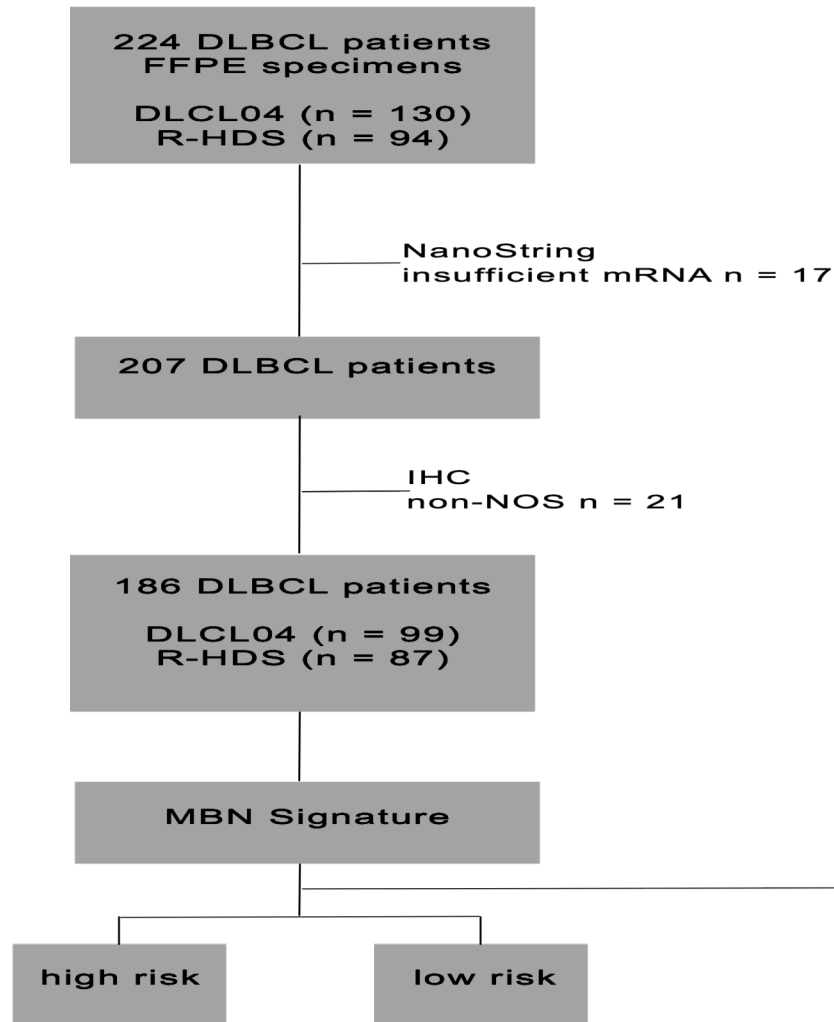 224 DLBCL patients
FFPE specimens
DLCL04 (n = 130)
R-HDS (n = 94)
NanoString
insufficient mRNA n = 17
207 DLBCL patients
IHC
non-NOS n = 21
186 DLBCL patients
DLCL04 (n = 99)
R-HDS (n = 87)
MBN Signature
high risk
low risk